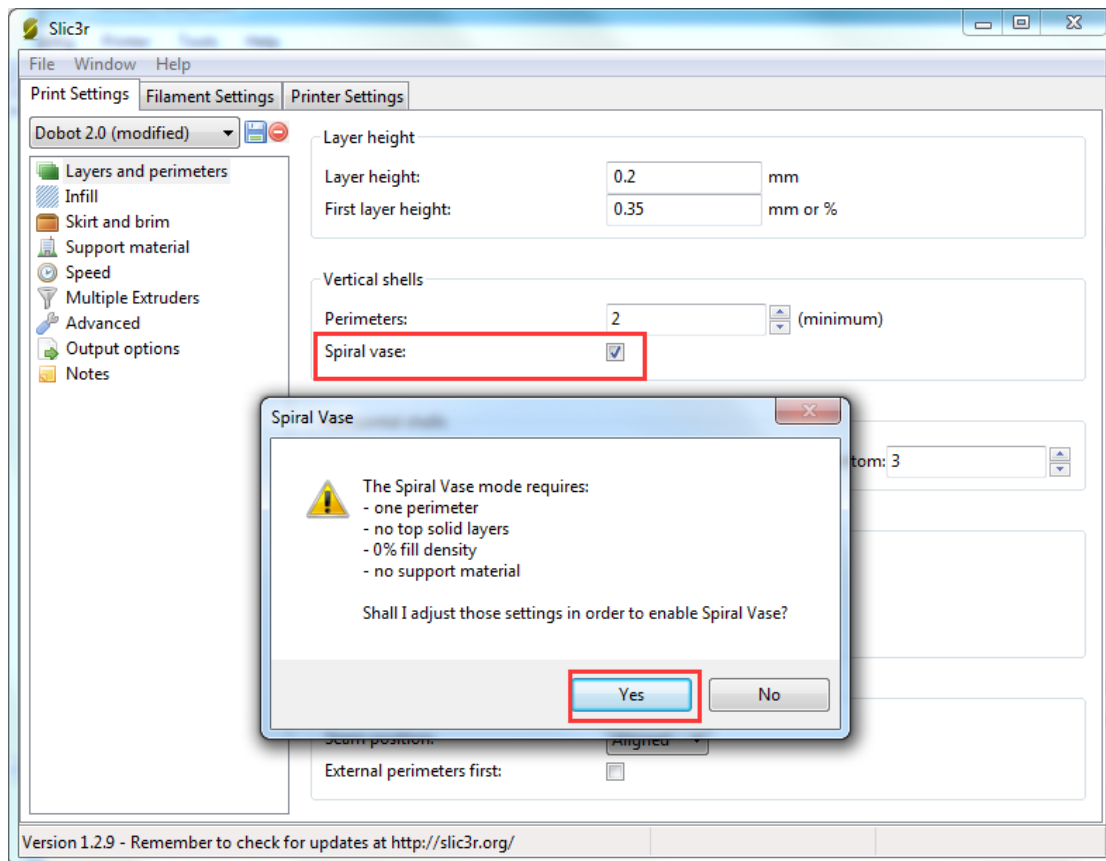 Slic3r
File Window Help
Print Settings Filament Settings Printer Settings
Dobot 2.0 (modified)
Layers and perimeters
Infill
Skirt and brim
Support material
Speed
Multiple Extruders
Advanced
Output options
Notes
Layer height
Layer height: 0.2 mm
First layer height: 0.35 mm or %
Vertical shells
Perimeters: 2 (minimum)
Spiral vase:
tom: 3
Spiral Vase
The Spiral Vase mode requires:
- one perimeter
- no top solid layers
- 0% fill density
- no support material
Shall I adjust those settings in order to enable Spiral Vase?
Yes No
Seam position: Aligned
External perimeters first:
Version 1.2.9 - Remember to check for updates at http://slic3r.org/